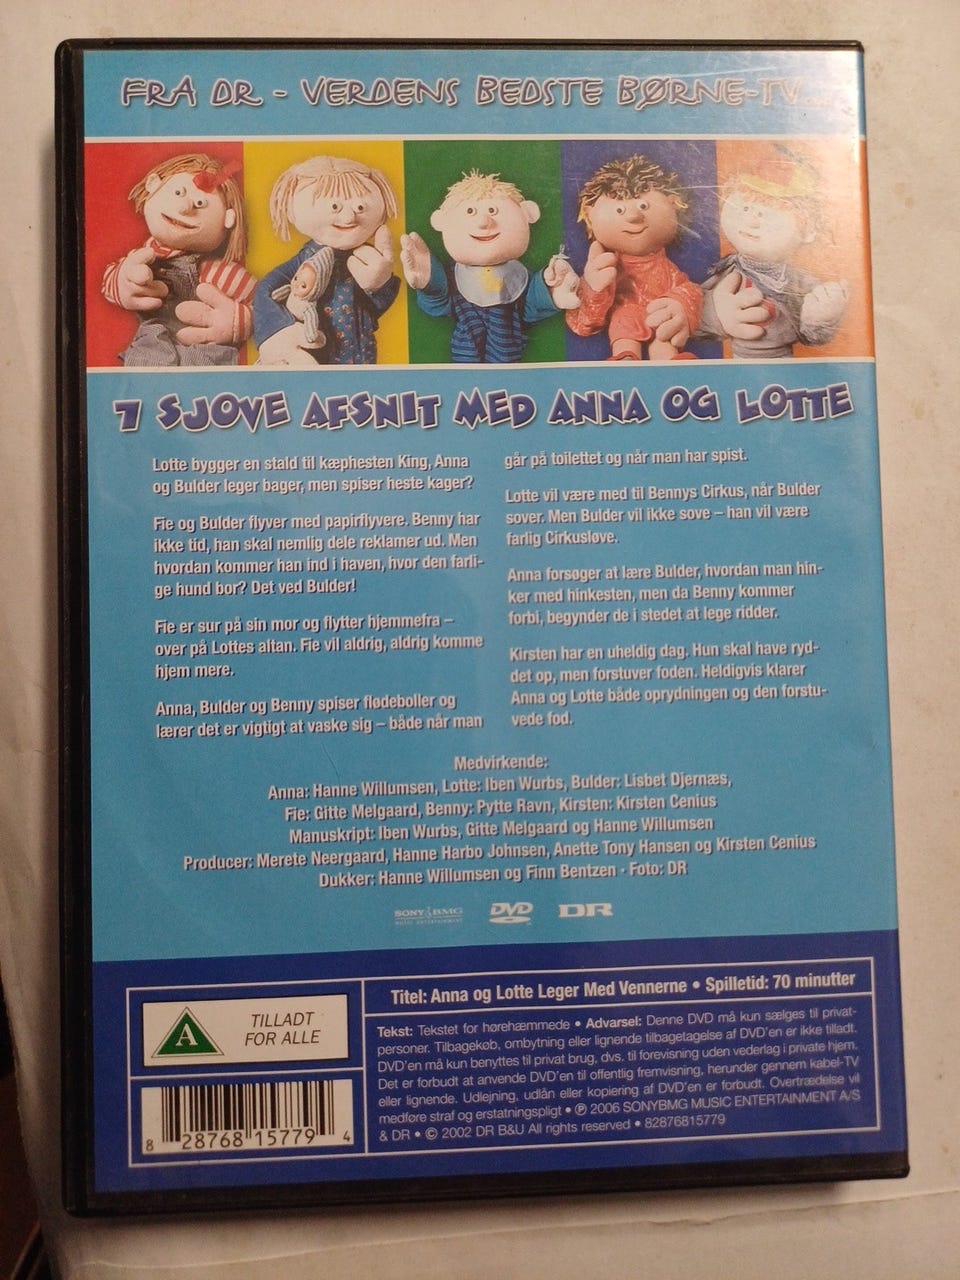 FRA DR - VERDENS BEDSTE BØRNE-TV...
7 SJOVE AFSNIT MED ANNA OG LOTTE
Lotte bygger en stald til kæphesten King, Anna
og Bulder leger bager, men spiser heste kager?
Fie og Bulder flyver med papirflyvere. Benny har
ikke tid, han skal nemlig dele reklamer ud. Men
hvordan kommer han ind i haven, hvor den farli-
ge hund bor? Det ved Bulder!
Fie er sur på sin mor og flytter hjemmefra –
over på Lottes altan. Fie vil aldrig, aldrig komme
hjem mere.
Anna, Bulder og Benny spiser flødeboller og
lærer det er vigtigt at vaske sig – både når man
går på toilettet og når man har spist.
Lotte vil være med til Bennys Cirkus, når Bulder
sover. Men Bulder vil ikke sove – han vil være
farlig Cirkusløve.
Anna forsøger at lære Bulder, hvordan man hin-
ker med hinkesten, men da Benny kommer
forbi, begynder de i stedet at lege ridder.
Kirsten har en uheldig dag. Hun skal have ryd-
det op, men forstuver foden. Heldigvis klarer
Anna og Lotte både oprydningen og den forstu-
vede fod.
Medvirkende:
Anna: Hanne Willumsen, Lotte: Iben Wurbs, Bulder: Lisbet Djernæs,
Fie: Gitte Melgaard, Benny: Pytte Ravn, Kirsten: Kirsten Cenius
Manuskript: Iben Wurbs, Gitte Melgaard og Hanne Willumsen
Producer: Merete Neergaard, Hanne Harbo Johnsen, Anette Tony Hansen og Kirsten Cenius
Dukker: Hanne Willumsen og Finn Bentzen · Foto: DR
SONY BMG
MUSIC ENTERTAINMENT
DVD
DR
A
TILLADT
FOR ALLE
8 28768 15779 4
Titel: Anna og Lotte Leger Med Vennerne • Spilletid: 70 minutter
Tekst: Tekstet for hørehæmmede • Advarsel: Denne DVD må kun sælges til privat-
personer. Tilbagekøb, ombytning eller lignende tilbagetagelse af DVD'en er ikke tilladt.
DVD'en må kun benyttes til privat brug, dvs. til forevisning uden vederlag i private hjem.
Det er forbudt at anvende DVD'en til offentlig fremvisning, herunder gennem kabel-TV
eller lignende. Udlejning, udlån eller kopiering af DVD'en er forbudt. Overtrædelse vil
medføre straf og erstatningspligt • ℗ 2006 SONYBMG MUSIC ENTERTAINMENT A/S
& DR • © 2002 DR B&U All rights reserved • 82876815779